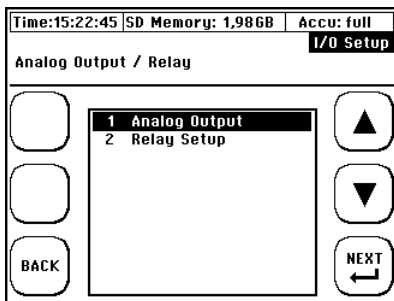 Time:15:22:45 SD Memory: 1,98GB Accu: full
I/O Setup
Analog Output / Relay
1 Analog Output
2 Relay Setup
BACK
NEXT